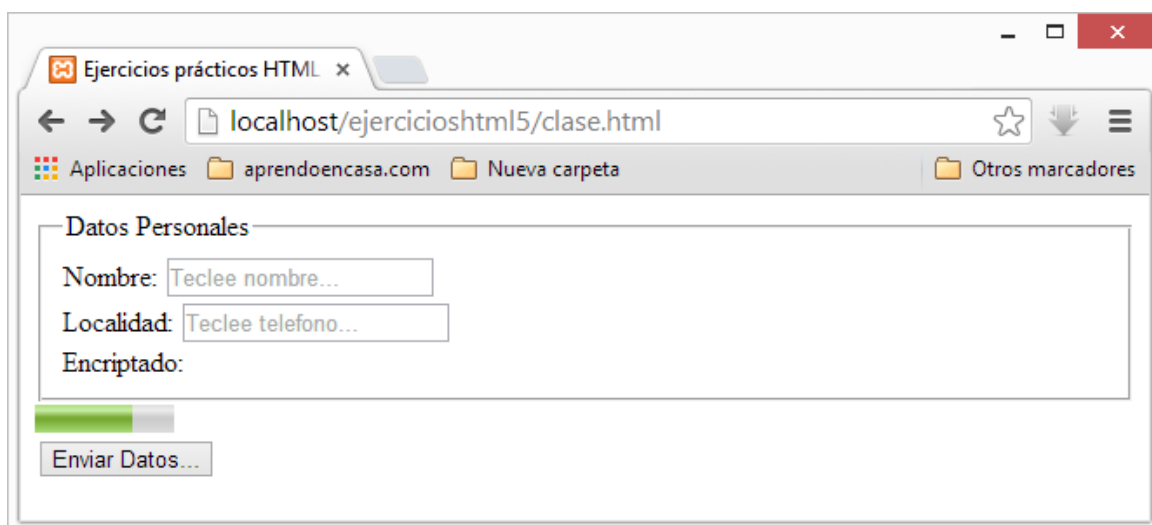 Ejercicios prácticos HTML
localhost/ejercicioshtml5/clase.html
Aplicaciones aprendoencasa.com Nueva carpeta Otros marcadores
Datos Personales
Nombre: Teclee nombre...
Localidad: Teclee telefono...
Encriptado:
Enviar Datos...